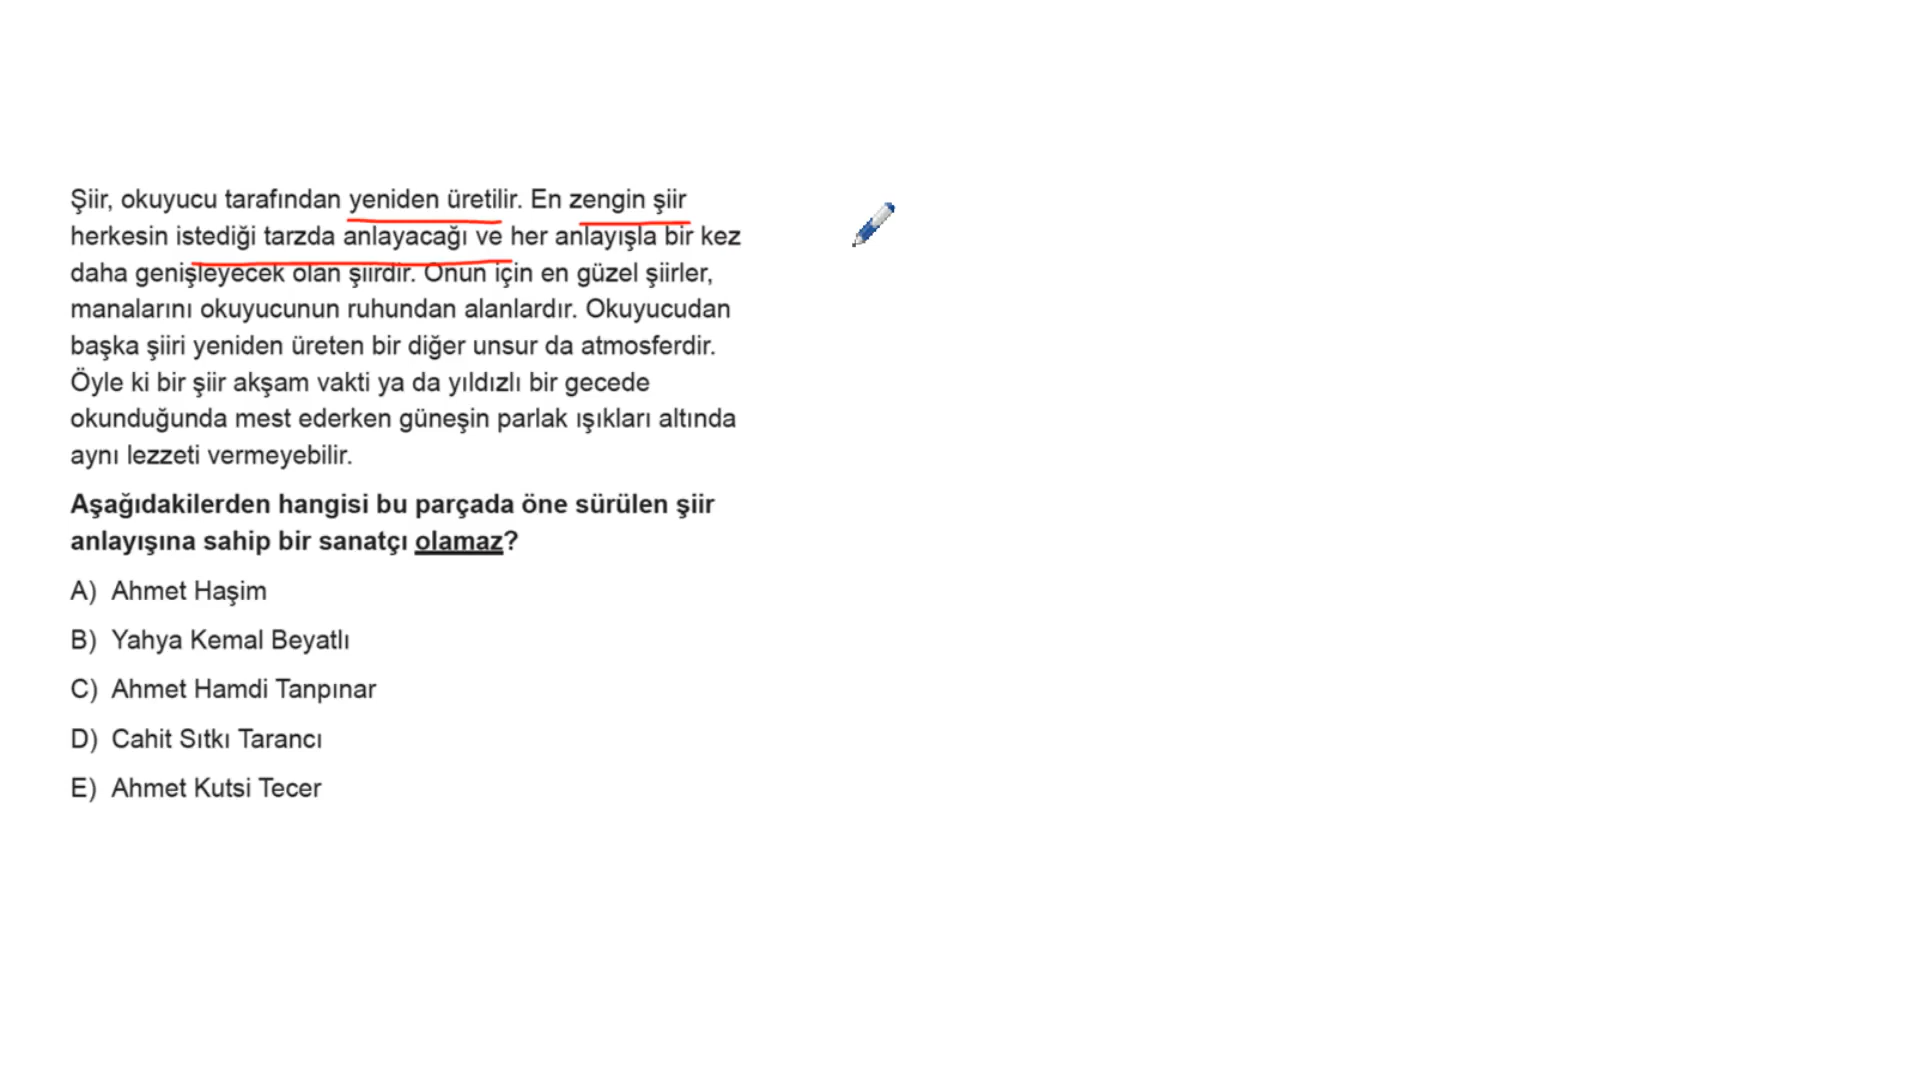 Şiir, okuyucu tarafından yeniden üretilir. En zengin şiir
herkesin istediği tarzda anlayacağı ve her anlayışla bir kez
daha genişleyecek olan şiirdir. Onun için en güzel şiirler,
manalarını okuyucunun ruhundan alanlardır. Okuyucudan
başka şiiri yeniden üreten bir diğer unsur da atmosferdir.
Öyle ki bir şiir akşam vakti ya da yıldızlı bir gecede
okunduğunda mest ederken güneşin parlak ışıkları altında
aynı lezzeti vermeyebilir.
Aşağıdakilerden hangisi bu parçada öne sürülen şiir
anlayışına sahip bir sanatçı olamaz?
A) Ahmet Haşim
B) Yahya Kemal Beyatlı
C) Ahmet Hamdi Tanpınar
D) Cahit Sıtkı Tarancı
E) Ahmet Kutsi Tecer